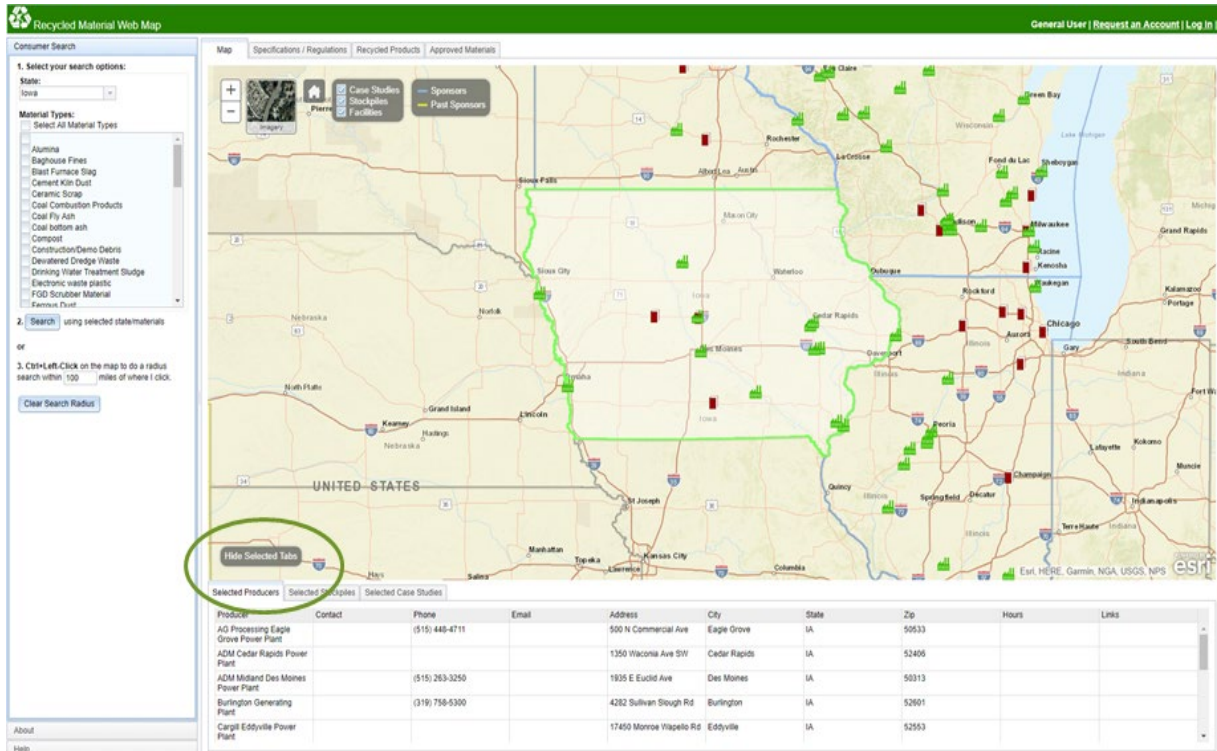 Recycled Material Web Map
General User | Request an Account | Log In |
Consumer Search
1. Select your search options:
State:
Iowa
Material Types:
Select All Material Types
Alumina
Baghouse Fines
Blast Furnace Slag
Cement Kiln Dust
Ceramic Scrap
Coal Combustion Products
Coal Fly Ash
Coal bottom ash
Compost
Construction/Demo Debris
Dewatered Dredge Waste
Drinking Water Treatment Sludge
Electronic waste plastic
FGD Scrubber Material
Ferrous Dust
2. Search using selected state/materials
or
3. Ctrl+Left-Click on the map to do a radius
search within 100 miles of where I click.
Clear Search Radius
About
Help
Map Specifications / Regulations Recycled Products Approved Materials
+
−
Imagery
Case Studies
Stockpiles
Facilities
Sponsors
Past Sponsors
Pierre
Eau Claire
Green Bay
Wisconsin
Lake Michigan
Rochester
La Crosse
Fond du Lac
Sheboygan
Albert Lea
Austin
Sioux Falls
Mason City
Madison
Milwaukee
Grand Rapids
Racine
Kenosha
Waukegan
Sioux City
Waterloo
Dubuque
Rockford
Kalamazoo
Portage
Iowa
Nebraska
Norfolk
Cedar Rapids
Chicago
Aurora
Gary
South Bend
Des Moines
Davenport
Illinois
Illinois
Indiana
Omaha
North Platte
Fort Wa
Grand Island
Lincoln
Iowa
Peoria
Kearney
Hastings
Nebraska
Lafayette
Kokomo
Muncie
UNITED STATES
Champaign
St Joseph
Quincy
Illinois
Springfield
Decatur
Indianapolis
Terre Haute
Indiana
Illinois
Hide Selected Tabs
Manhattan
Topeka
Lawrence
Kansas City
Columbia
Hays
Salina
Esri, HERE, Garmin, NGA, USGS, NPS
esri
Selected Producers Selected Stockpiles Selected Case Studies
Producer Contact Phone Email Address City State Zip Hours Links
AG Processing Eagle Grove Power Plant (515) 448-4711 500 N Commercial Ave Eagle Grove IA 50533
ADM Cedar Rapids Power Plant 1350 Waconia Ave SW Cedar Rapids IA 52406
ADM Midland Des Moines Power Plant (515) 263-3250 1935 E Euclid Ave Des Moines IA 50313
Burlington Generating Plant (319) 758-5300 4282 Sullivan Slough Rd Burlington IA 52601
Cargill Eddyville Power Plant 17450 Monroe Wapello Rd Eddyville IA 52553